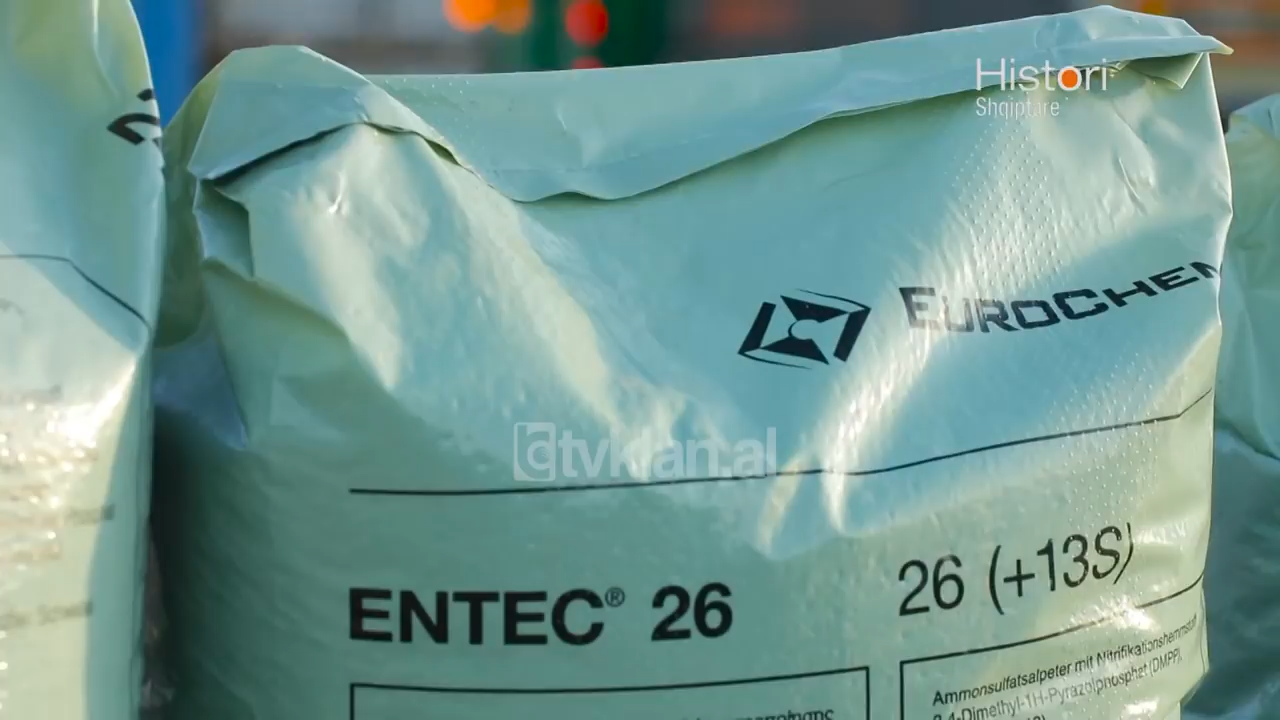 Histori
Shqiptare
EUROCHEM
tvklan.al
ENTEC® 26
26 (+13S)
Ammonsulfatsalpeter mit Nitrifikationshemmstoff
3,4-Dimethyl-1H-Pyrazolphosphat (DMPP),